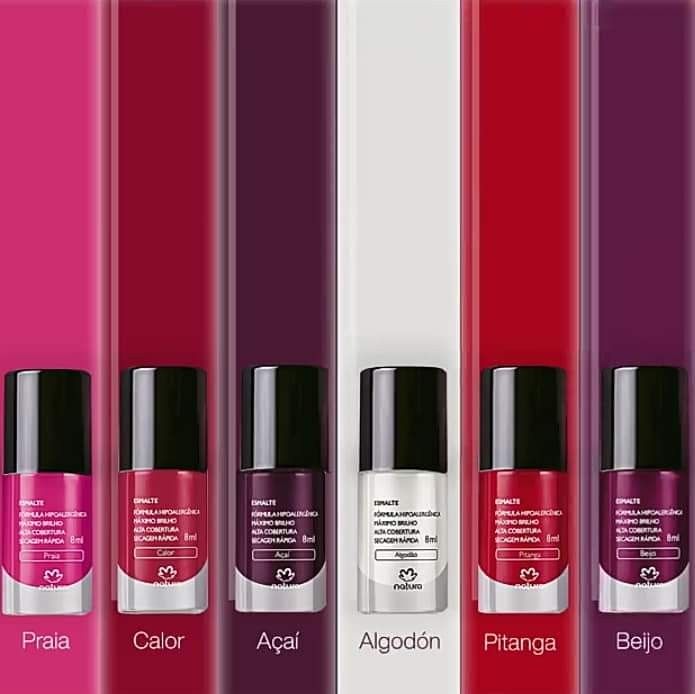 ESMALTE
FÓRMULA HIPOALERGÊNICA
MÁXIMO BRILHO
ALTA COBERTURA
SECAGEM RÁPIDA 8ml
Praia
natura
Praia
ESMALTE
FÓRMULA HIPOALERGÊNICA
MÁXIMO BRILHO
ALTA COBERTURA
SECAGEM RÁPIDA 8ml
Calor
natura
Calor
ESMALTE
FÓRMULA HIPOALERGÊNICA
MÁXIMO BRILHO
ALTA COBERTURA
SECAGEM RÁPIDA 8ml
Açaí
natura
Açaí
ESMALTE
FÓRMULA HIPOALERGÊNICA
MÁXIMO BRILHO
ALTA COBERTURA
SECAGEM RÁPIDA 8ml
Algodão
natura
Algodón
ESMALTE
FÓRMULA HIPOALERGÊNICA
MÁXIMO BRILHO
ALTA COBERTURA
SECAGEM RÁPIDA 8ml
Pitanga
natura
Pitanga
ESMALTE
FÓRMULA HIPOALERGÊNICA
MÁXIMO BRILHO
ALTA COBERTURA
SECAGEM RÁPIDA 8ml
Beijo
natura
Beijo